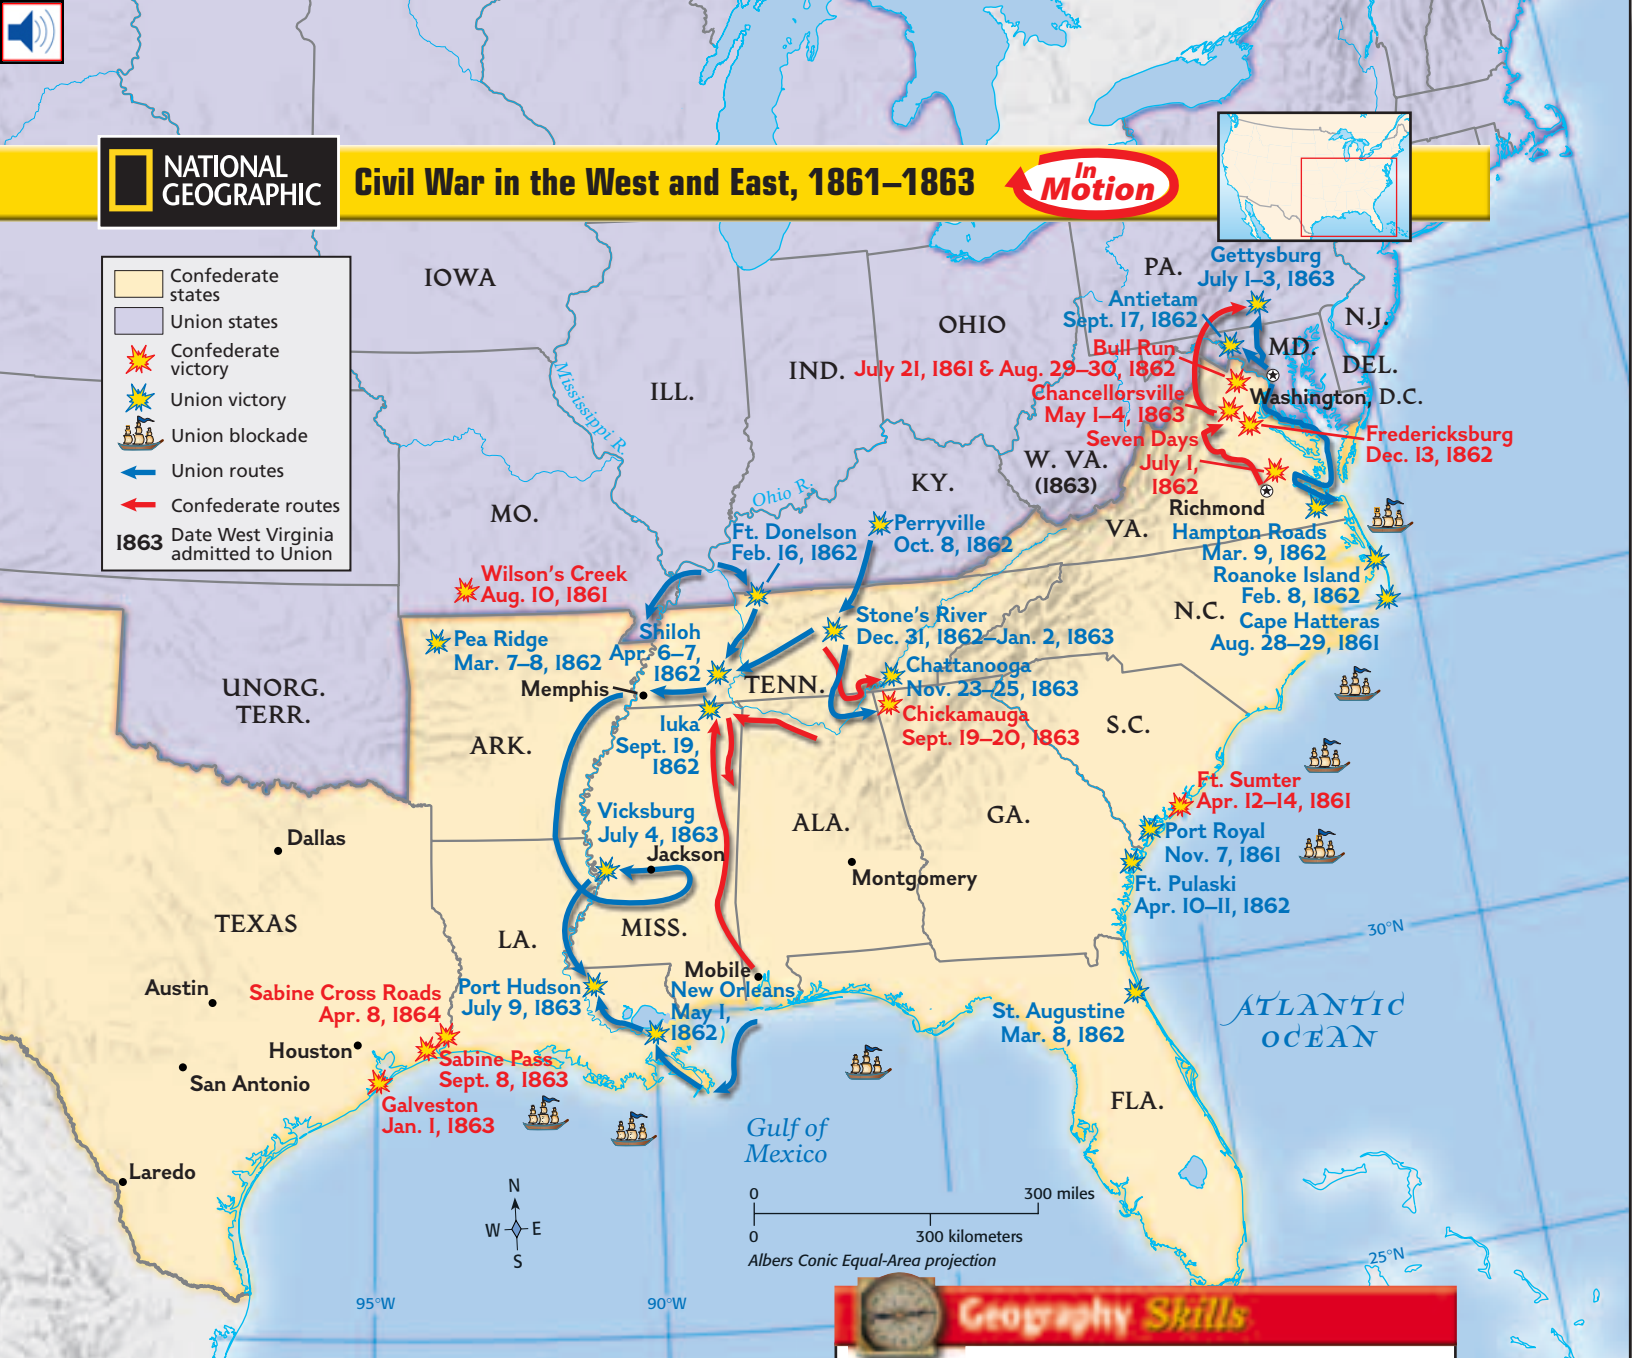 NATIONAL
GEOGRAPHIC
Civil War in the West and East, 1861–1863
In
Motion
Confederate
states
Union states
Confederate
victory
Union victory
Union blockade
Union routes
Confederate routes
1863 Date West Virginia
admitted to Union
IOWA
ILL.
IND.
OHIO
PA.
N.J.
MD.
DEL.
W. VA.
(1863)
KY.
VA.
MO.
N.C.
TENN.
S.C.
ARK.
UNORG.
TERR.
ALA.
GA.
MISS.
LA.
TEXAS
FLA.
Mississippi R.
Ohio R.
Gettysburg
July 1–3, 1863
Antietam
Sept. 17, 1862
Bull Run
July 21, 1861 & Aug. 29–30, 1862
Chancellorsville
May 1–4, 1863
Seven Days
July 1,
1862
Washington, D.C.
Fredericksburg
Dec. 13, 1862
Richmond
Hampton Roads
Mar. 9, 1862
Roanoke Island
Feb. 8, 1862
Cape Hatteras
Aug. 28–29, 1861
Ft. Donelson
Feb. 16, 1862
Perryville
Oct. 8, 1862
Wilson's Creek
Aug. 10, 1861
Pea Ridge
Mar. 7–8, 1862
Shiloh
Apr. 6–7,
1862
Stone's River
Dec. 31, 1862–Jan. 2, 1863
Chattanooga
Nov. 23–25, 1863
Chickamauga
Sept. 19–20, 1863
Memphis
Iuka
Sept. 19,
1862
Vicksburg
July 4, 1863
Jackson
Montgomery
Ft. Sumter
Apr. 12–14, 1861
Port Royal
Nov. 7, 1861
Ft. Pulaski
Apr. 10–11, 1862
Dallas
Austin
Houston
San Antonio
Laredo
Sabine Cross Roads
Apr. 8, 1864
Sabine Pass
Sept. 8, 1863
Galveston
Jan. 1, 1863
Port Hudson
July 9, 1863
Mobile
New Orleans
May 1,
1862
St. Augustine
Mar. 8, 1862
ATLANTIC
OCEAN
Gulf of
Mexico
30°N
25°N
95°W
90°W
N
W E
S
0 300 miles
0 300 kilometers
Albers Conic Equal-Area projection
Geography Skills